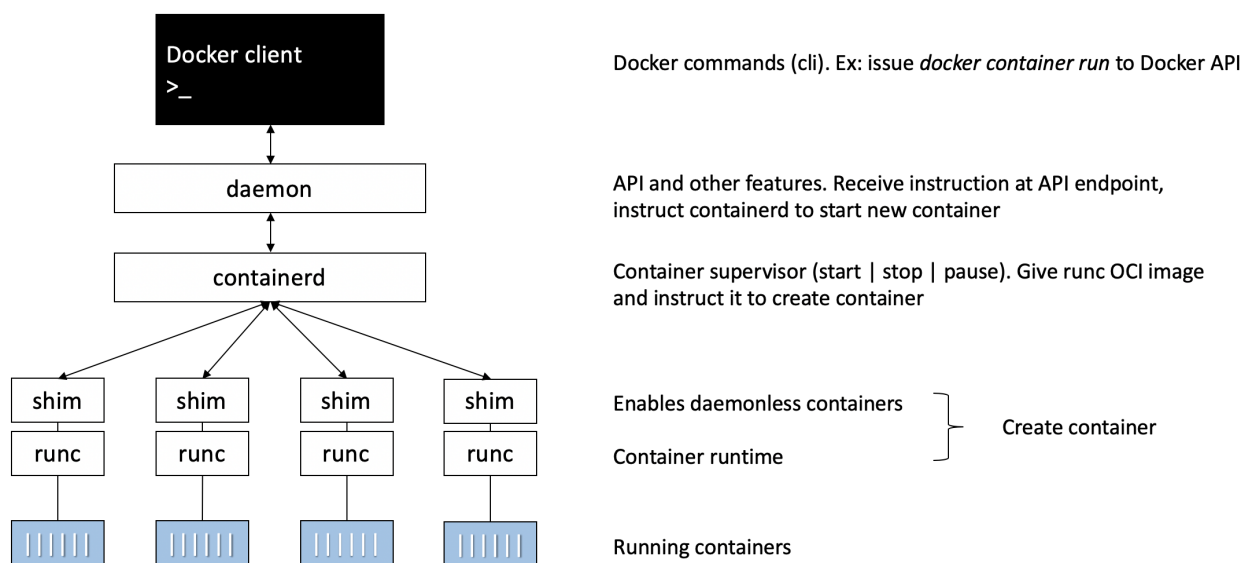 Docker client
>_
Docker commands (cli). Ex: issue docker container run to Docker API
daemon
API and other features. Receive instruction at API endpoint,
instruct containerd to start new container
containerd
Container supervisor (start | stop | pause). Give runc OCI image
and instruct it to create container
shim shim shim shim
Enables daemonless containers
Create container
runc runc runc runc
Container runtime
Running containers